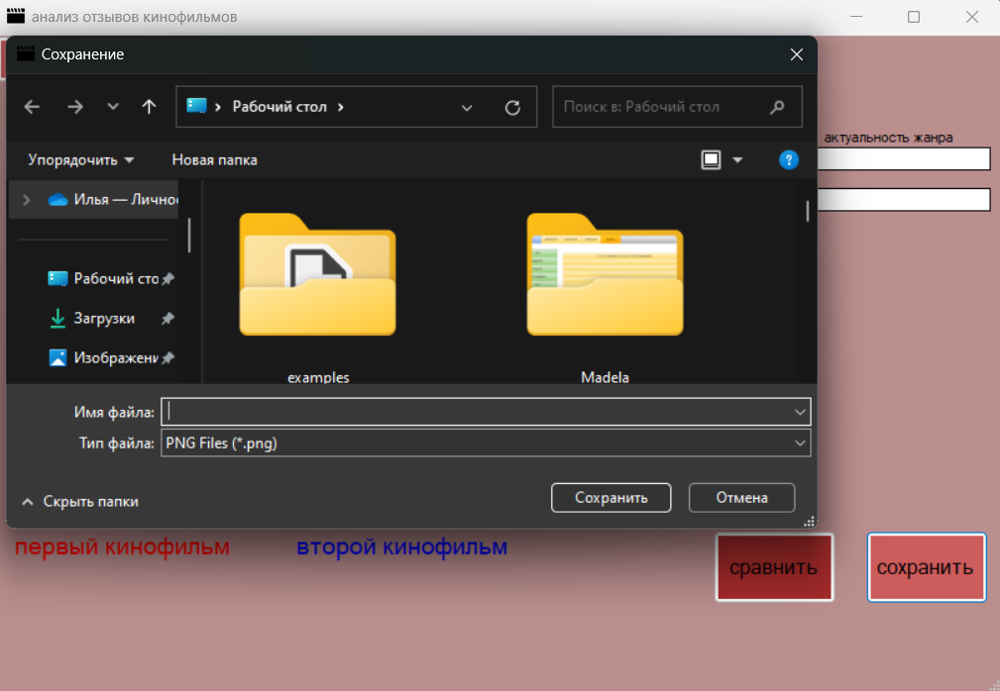 анализ отзывов кинофильмов
Сохранение
Рабочий стол
Поиск в: Рабочий стол
Упорядочить
Новая папка
?
актуальность жанра
Илья — Лично
Рабочий сто
Загрузки
Изображени
examples
Madela
Имя файла:
Тип файла:
PNG Files (*.png)
Скрыть папки
Сохранить
Отмена
первый кинофильм
второй кинофильм
сравнить
сохранить